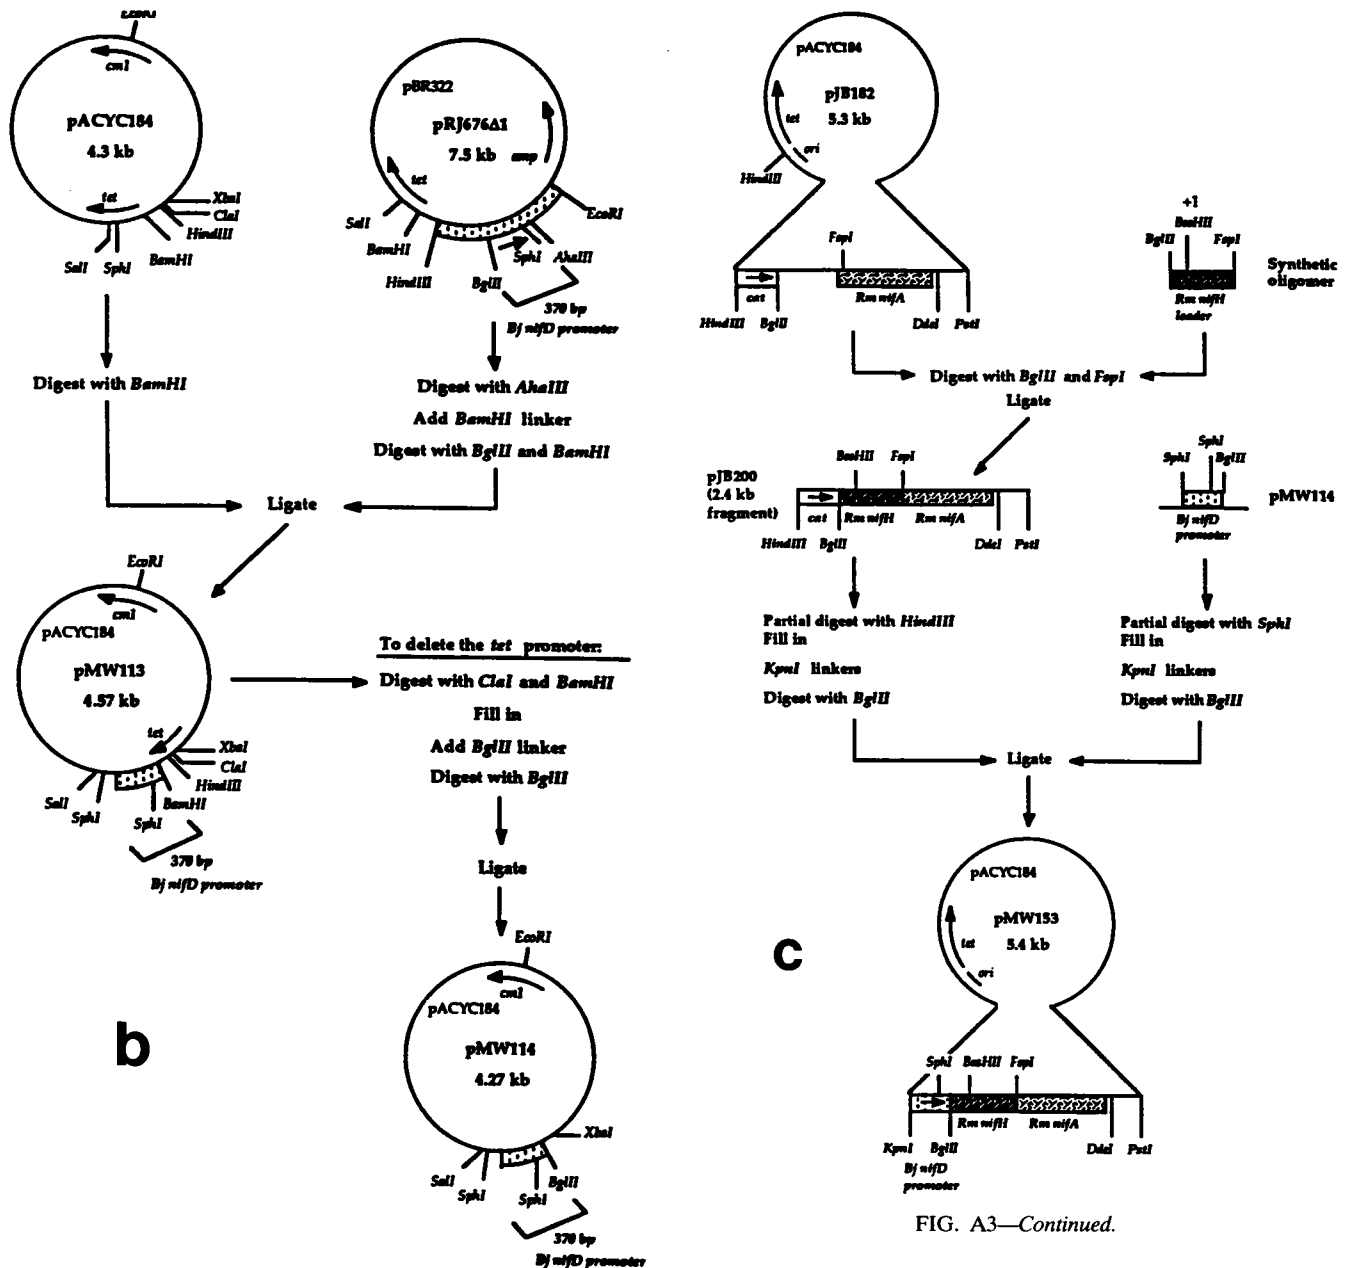 EcoRI
cml
pACYC184
4.3 kb
tet
XbaI
ClaI
HindIII
BamHI
SalI
SphI
Digest with BamHI
pBR322
pRJ676Δ1
7.5 kb
amp
tet
SalI
BamHI
HindIII
BglII
SphI
AhaIII
EcoRI
370 bp
Bj nifD promoter
Digest with AhaIII
Add BamHI linker
Digest with BglII and BamHI
Ligate
EcoRI
cml
pACYC184
pMW113
4.57 kb
tet
XbaI
ClaI
HindIII
BamHI
SphI
SalI
SphI
370 bp
Bj nifD promoter
To delete the tet promoter:
Digest with ClaI and BamHI
Fill in
Add BglII linker
Digest with BglII
Ligate
EcoRI
cml
pACYC184
pMW114
4.27 kb
XbaI
SalI
SphI
SphI
BglII
370 bp
Bj nifD promoter
b
pACYC184
pJB182
5.3 kb
tet
ori
HindIII
FspI
cat
Rm nifA
HindIII
BglII
DdeI
PstI
+1
BssHII
BglII
FspI
Rm nifH
leader
Synthetic
oligomer
Digest with BglII and FspI
Ligate
pJB200
(2.4 kb
fragment)
BssHII
FspI
cat
Rm nifH
Rm nifA
HindIII
BglII
DdeI
PstI
SphI
SphI
BglII
pMW114
Bj nifD
promoter
Partial digest with HindIII
Fill in
KpnI linkers
Digest with BglII
Partial digest with SphI
Fill in
KpnI linkers
Digest with BglII
Ligate
pACYC184
pMW153
5.4 kb
tet
ori
c
SphI
BssHII
FspI
Rm nifH
Rm nifA
KpnI
BglII
DdeI
PstI
Bj nifD
promoter
FIG. A3—Continued.